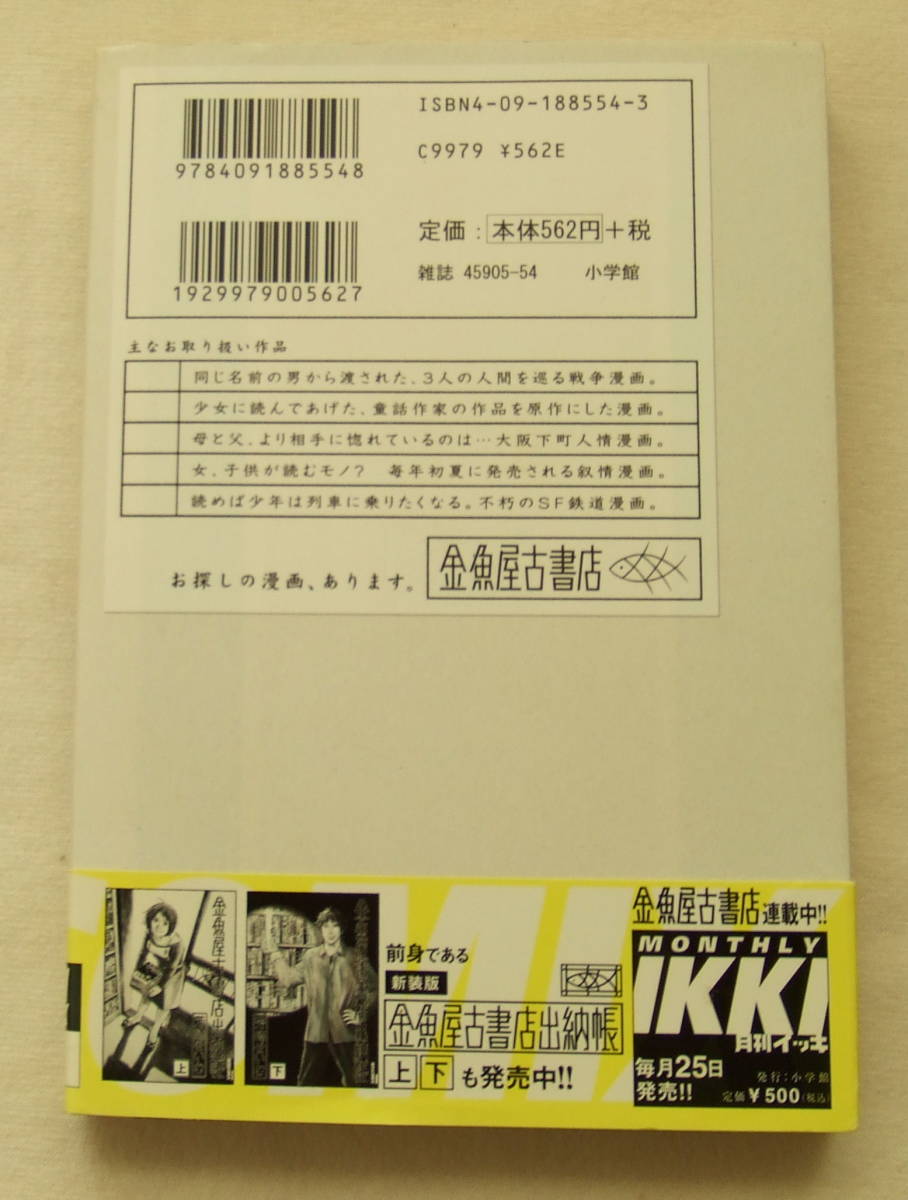 ISBN4-09-188554-3
9784091885548
C9979 ¥562E
定価：本体562円＋税
雑誌 45905-54 小学館
1929979005627
主なお取り扱い作品
同じ名前の男から渡された、3人の人間を巡る戦争漫画。
少女に読んであげた、童話作家の作品を原作にした漫画。
母と父、より相手に惚れているのは…大阪下町人情漫画。
女、子供が読むモノ？ 毎年初夏に発売される叙情漫画。
読めば少年は列車に乗りたくなる。不朽のSF鉄道漫画。
お探しの漫画、あります。
金魚屋古書店
上
下
前身である
新装版
金魚屋古書店出納帳
上下も発売中!!
金魚屋古書店連載中!!
MONTHLY
IKKI
月刊イッキ
毎月25日
発売!!
発行：小学館
定価￥500(税込)